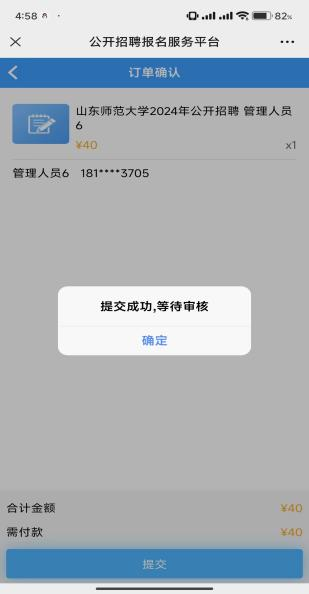 4:58
82%
公开招聘报名服务平台
订单确认
山东师范大学2024年公开招聘 管理人员
6
¥40
x1
管理人员6 181****3705
提交成功,等待审核
确定
合计金额 ¥40
需付款 ¥40
提交